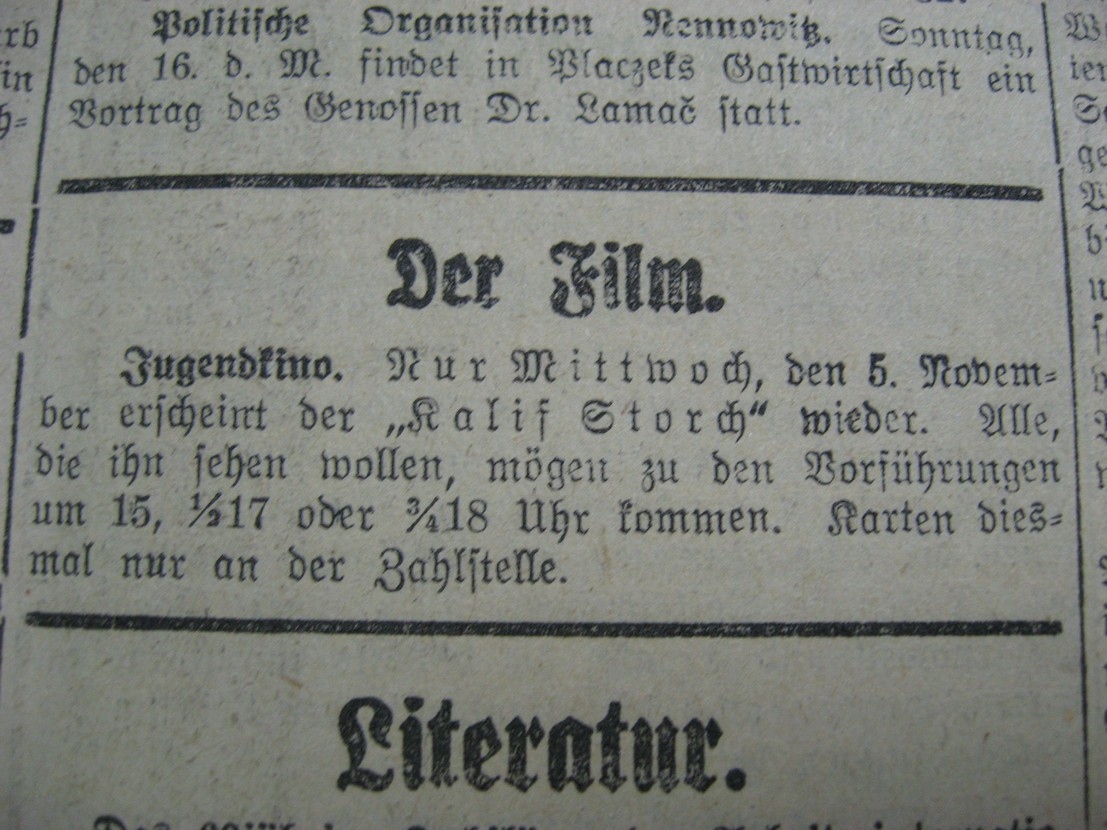 Politische Organisation Nennowitz. Sonntag,
den 16. d. M. findet in Placzeks Gastwirtschaft ein
Vortrag des Genossen Dr. Lamač statt.
Der Film.
Jugendkino. Nur Mittwoch, den 5. Novem=
ber erscheint der „Kalif Storch“ wieder. Alle,
die ihn sehen wollen, mögen zu den Vorführungen
um 15, ½17 oder ¾18 Uhr kommen. Karten dies=
mal nur an der Zahlstelle.
Literatur.